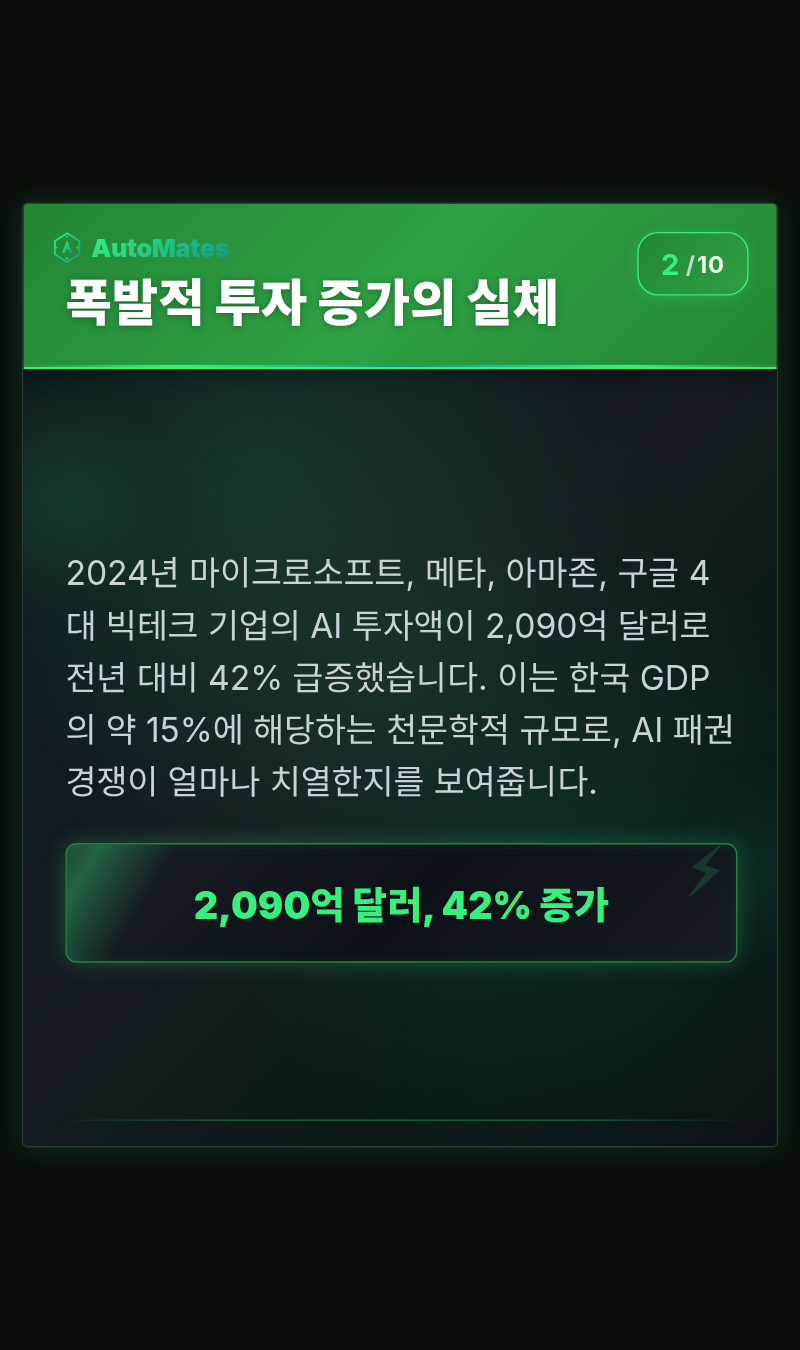 AutoMates
2 /10
폭발적 투자 증가의 실체
2024년 마이크로소프트, 메타, 아마존, 구글 4
대 빅테크 기업의 AI 투자액이 2,090억 달러로
전년 대비 42% 급증했습니다. 이는 한국 GDP
의 약 15%에 해당하는 천문학적 규모로, AI 패권
경쟁이 얼마나 치열한지를 보여줍니다.
2,090억 달러, 42% 증가